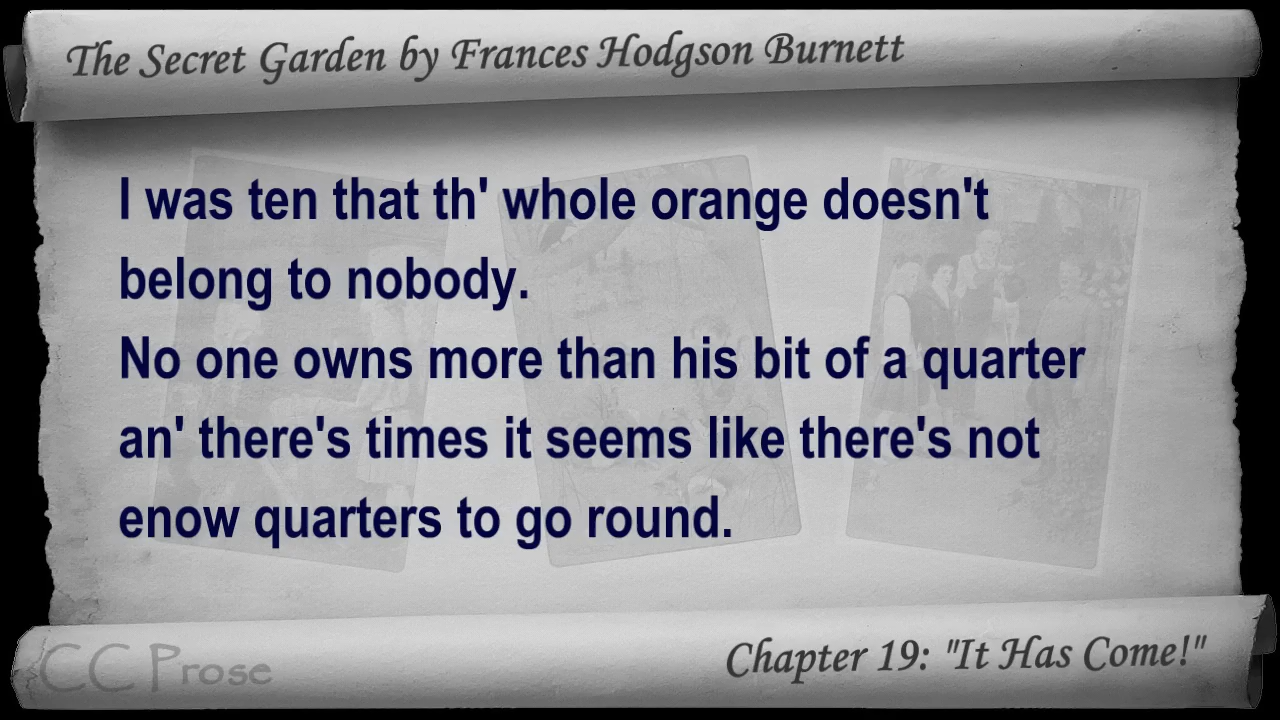 The Secret Garden by Frances Hodgson Burnett
I was ten that th' whole orange doesn't
belong to nobody.
No one owns more than his bit of a quarter
an' there's times it seems like there's not
enow quarters to go round.
CC Prose
Chapter 19: "It Has Come!"